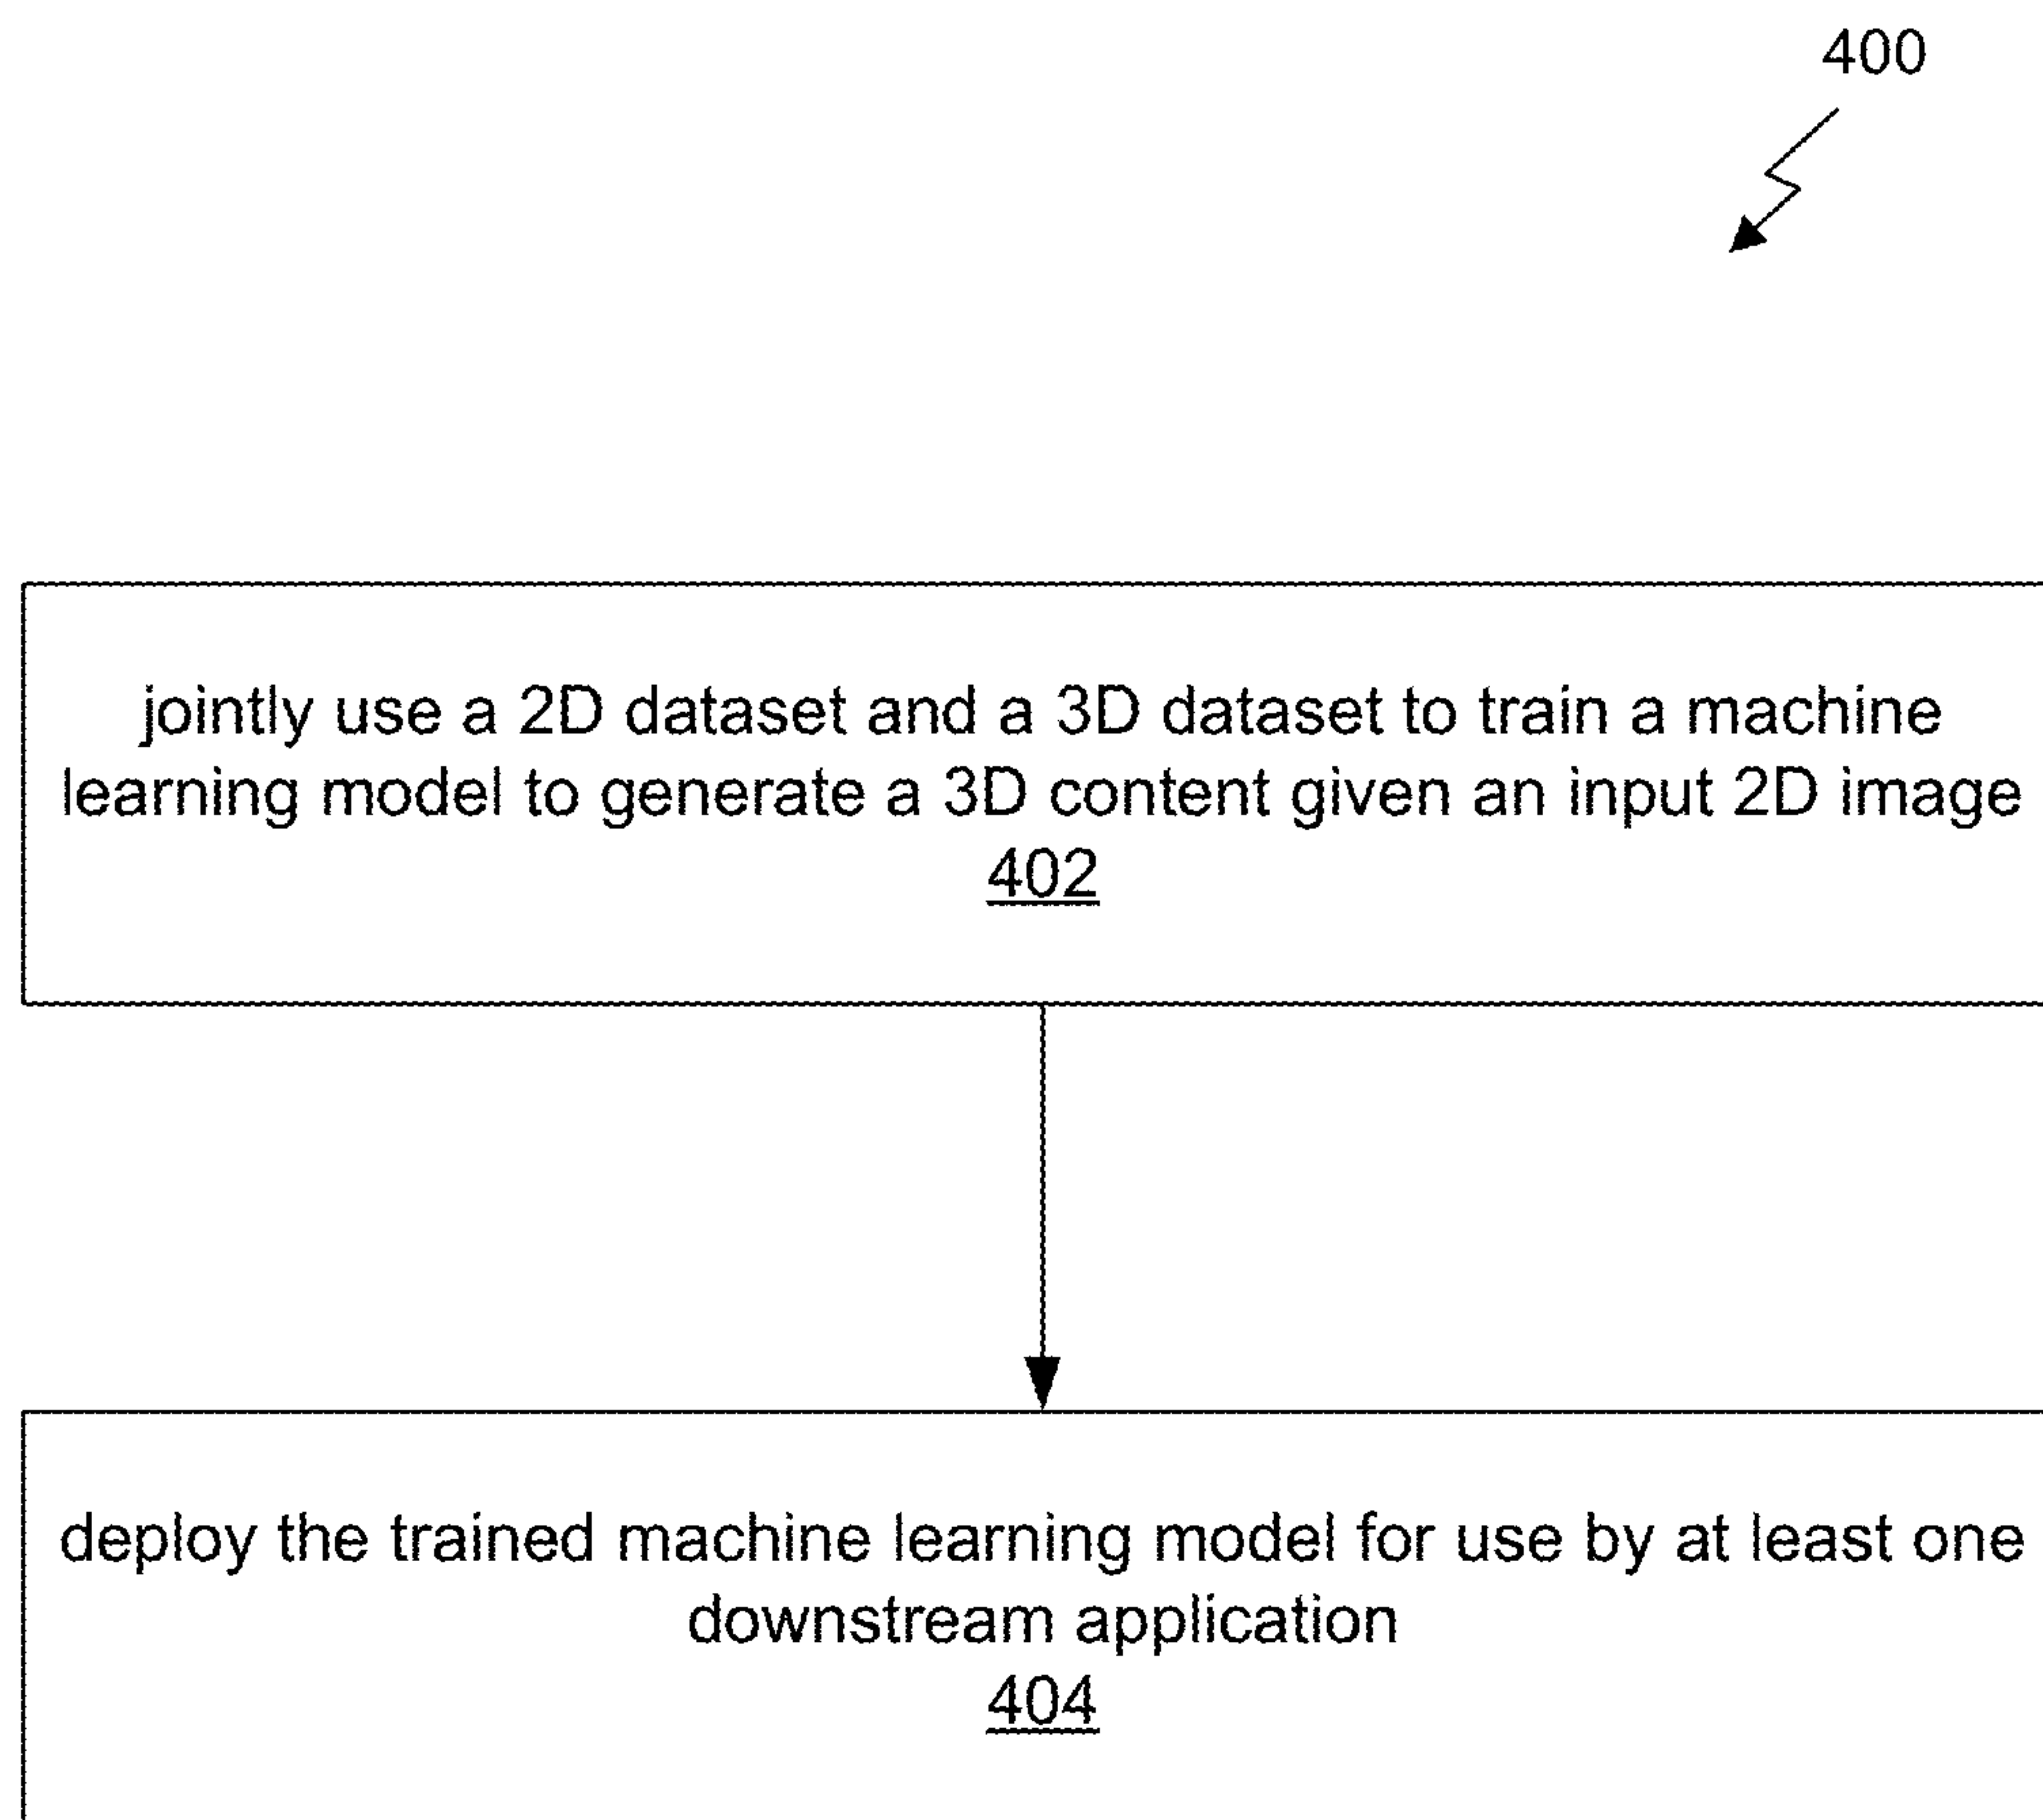 400
jointly use a 2D dataset and a 3D dataset to train a machine
learning model to generate a 3D content given an input 2D image
402
deploy the trained machine learning model for use by at least one
downstream application
404